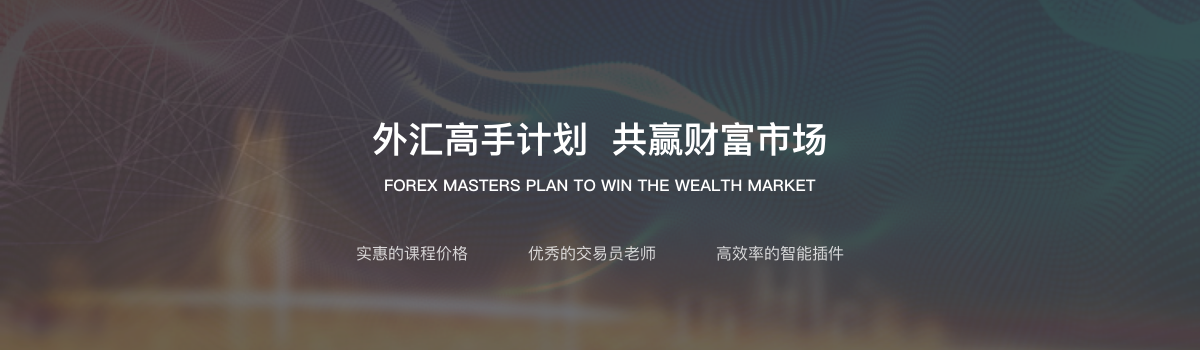 外汇高手计划 共赢财富市场
FOREX MASTERS PLAN TO WIN THE WEALTH MARKET
实惠的课程价格 优秀的交易员老师 高效率的智能插件